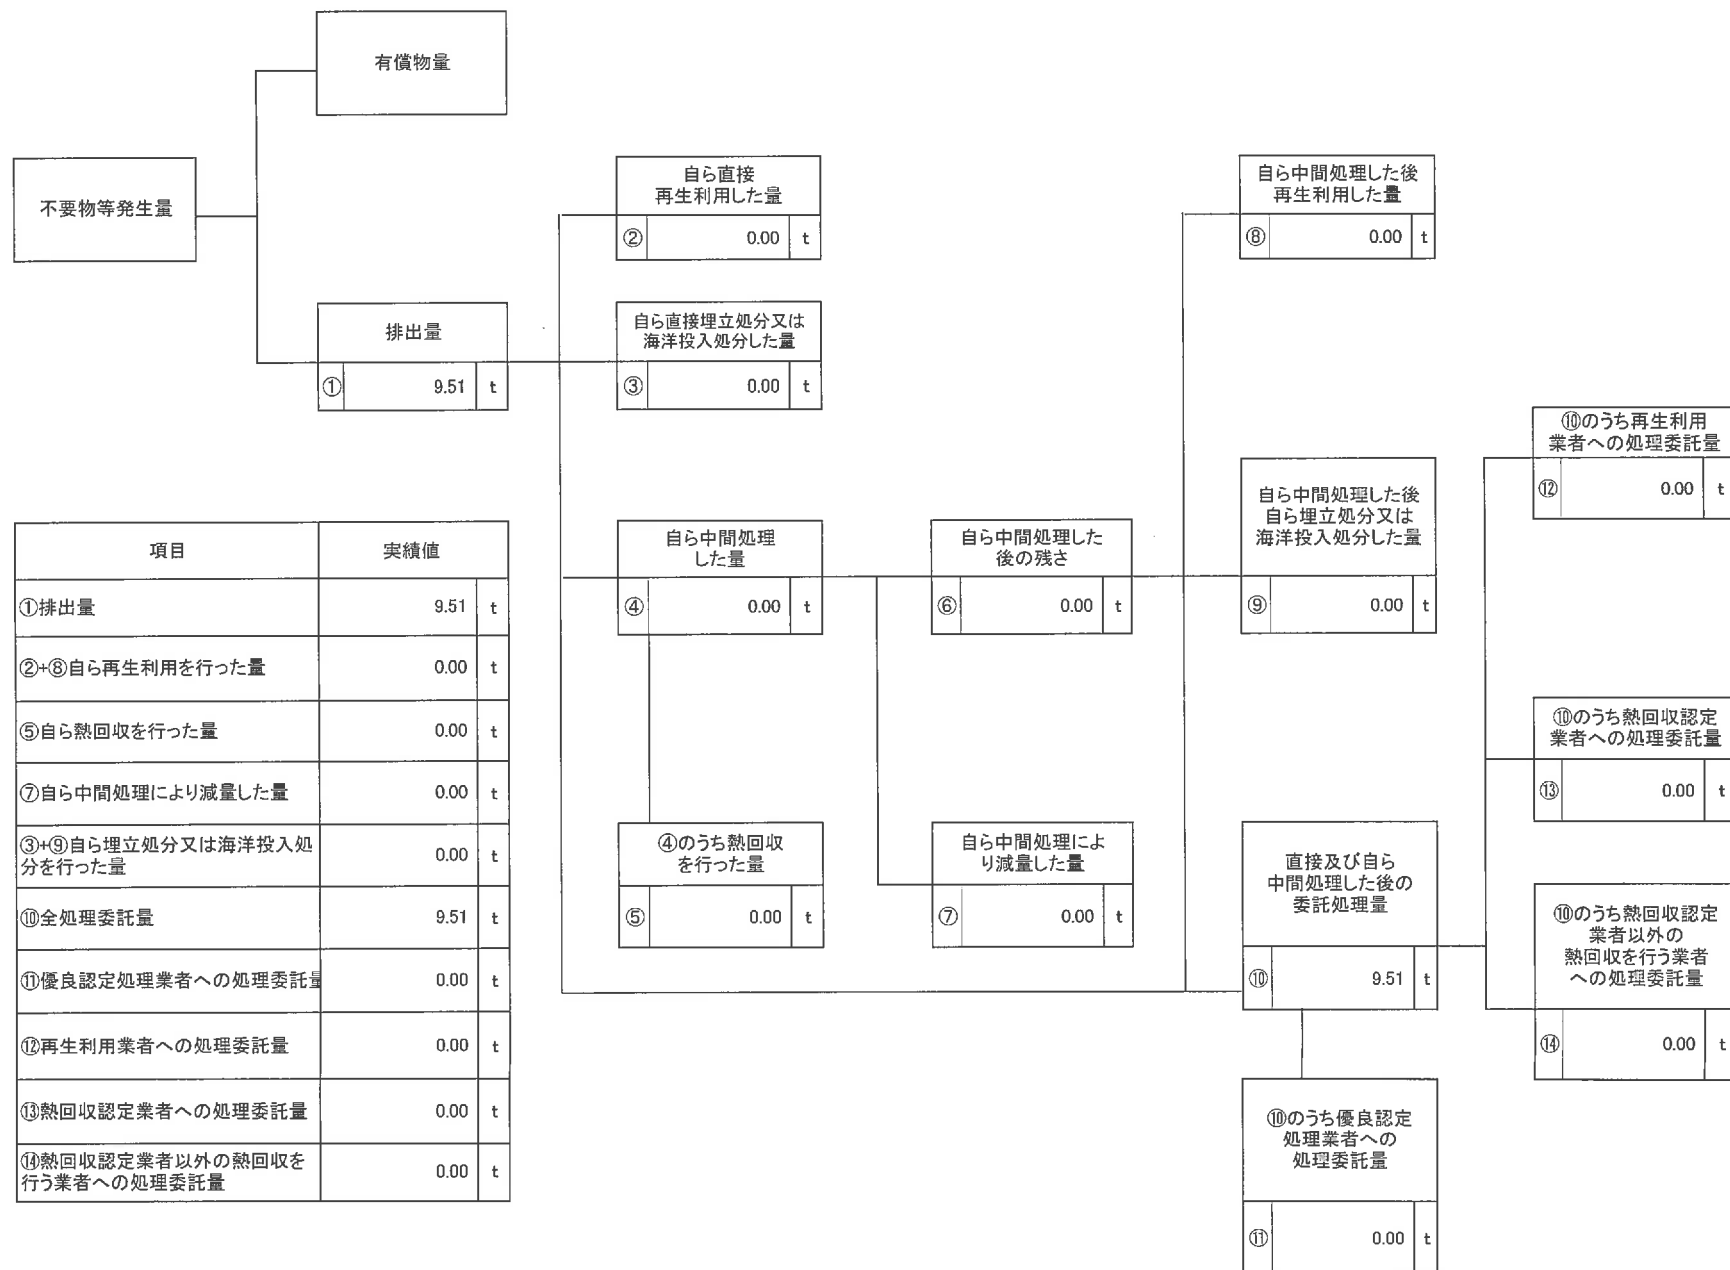 有償物量
不要物等発生量
自ら直接
再生利用した量
② 0.00 t
自ら中間処理した後
再生利用した量
⑧ 0.00 t
排出量
① 9.51 t
自ら直接埋立処分又は
海洋投入処分した量
③ 0.00 t
⑩のうち再生利用
業者への処理委託量
⑫ 0.00 t
自ら中間処理
した量
④ 0.00 t
自ら中間処理した
後の残さ
⑥ 0.00 t
自ら中間処理した後
自ら埋立処分又は
海洋投入処分した量
⑨ 0.00 t
⑩のうち熱回収認定
業者への処理委託量
⑬ 0.00 t
④のうち熱回収
を行った量
⑤ 0.00 t
自ら中間処理によ
り減量した量
⑦ 0.00 t
直接及び自ら
中間処理した後の
委託処理量
⑩ 9.51 t
⑩のうち熱回収認定
業者以外の
熱回収を行う業者
への処理委託量
⑭ 0.00 t
⑩のうち優良認定
処理業者への
処理委託量
⑪ 0.00 t
項目 実績値
①排出量 9.51 t
②+⑧自ら再生利用を行った量 0.00 t
⑤自ら熱回収を行った量 0.00 t
⑦自ら中間処理により減量した量 0.00 t
③+⑨自ら埋立処分又は海洋投入処
分を行った量 0.00 t
⑩全処理委託量 9.51 t
⑪優良認定処理業者への処理委託量 0.00 t
⑫再生利用業者への処理委託量 0.00 t
⑬熱回収認定業者への処理委託量 0.00 t
⑭熱回収認定業者以外の熱回収を
行う業者への処理委託量 0.00 t